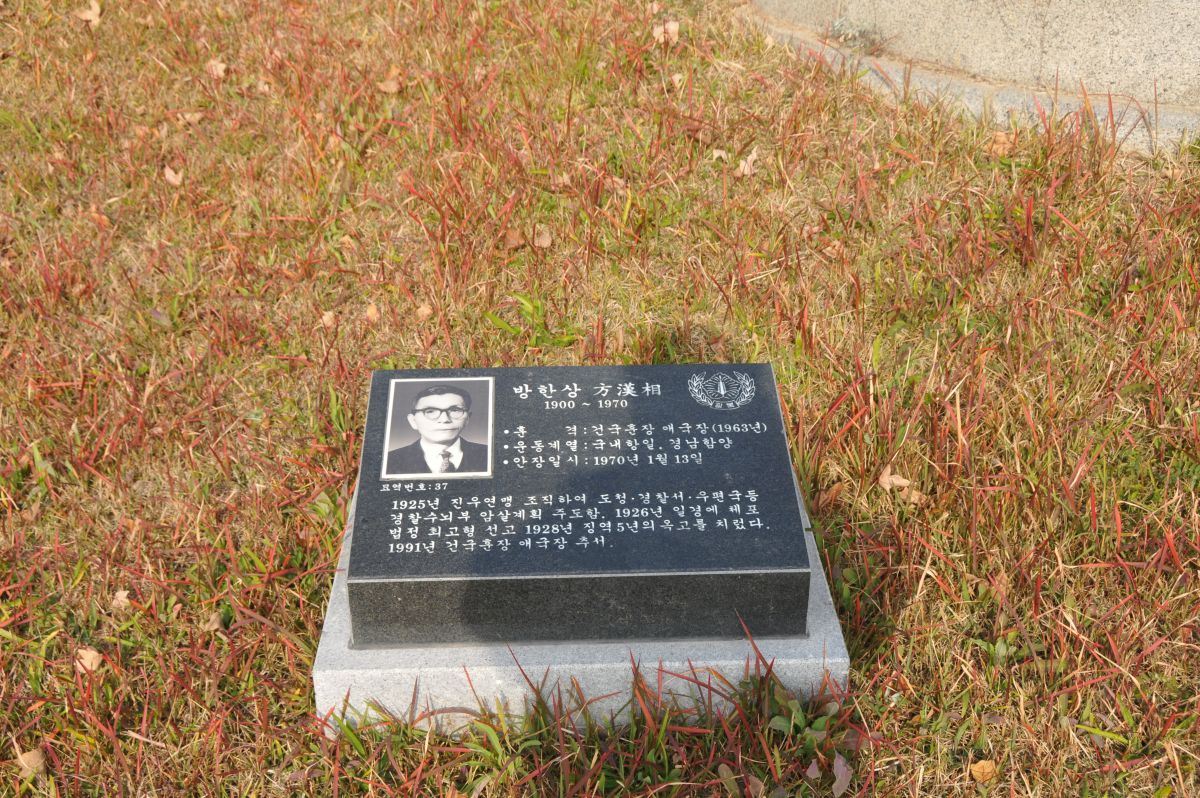 방한상 方漢相
1900 ~ 1970
•훈 격 : 건국훈장 애국장(1963년)
•운동계열 : 국내항일, 경남함양
•안장일시 : 1970년 1월 13일
묘역번호 : 37
1925년 진우연맹 조직하여 도청·경찰서·우편국등
경찰수뇌부 암살계획 주도함. 1926년 일경에 체포
법정 최고형 선고 1928년 징역5년의 옥고를 치렀다.
1991년 건국훈장 애국장 추서.